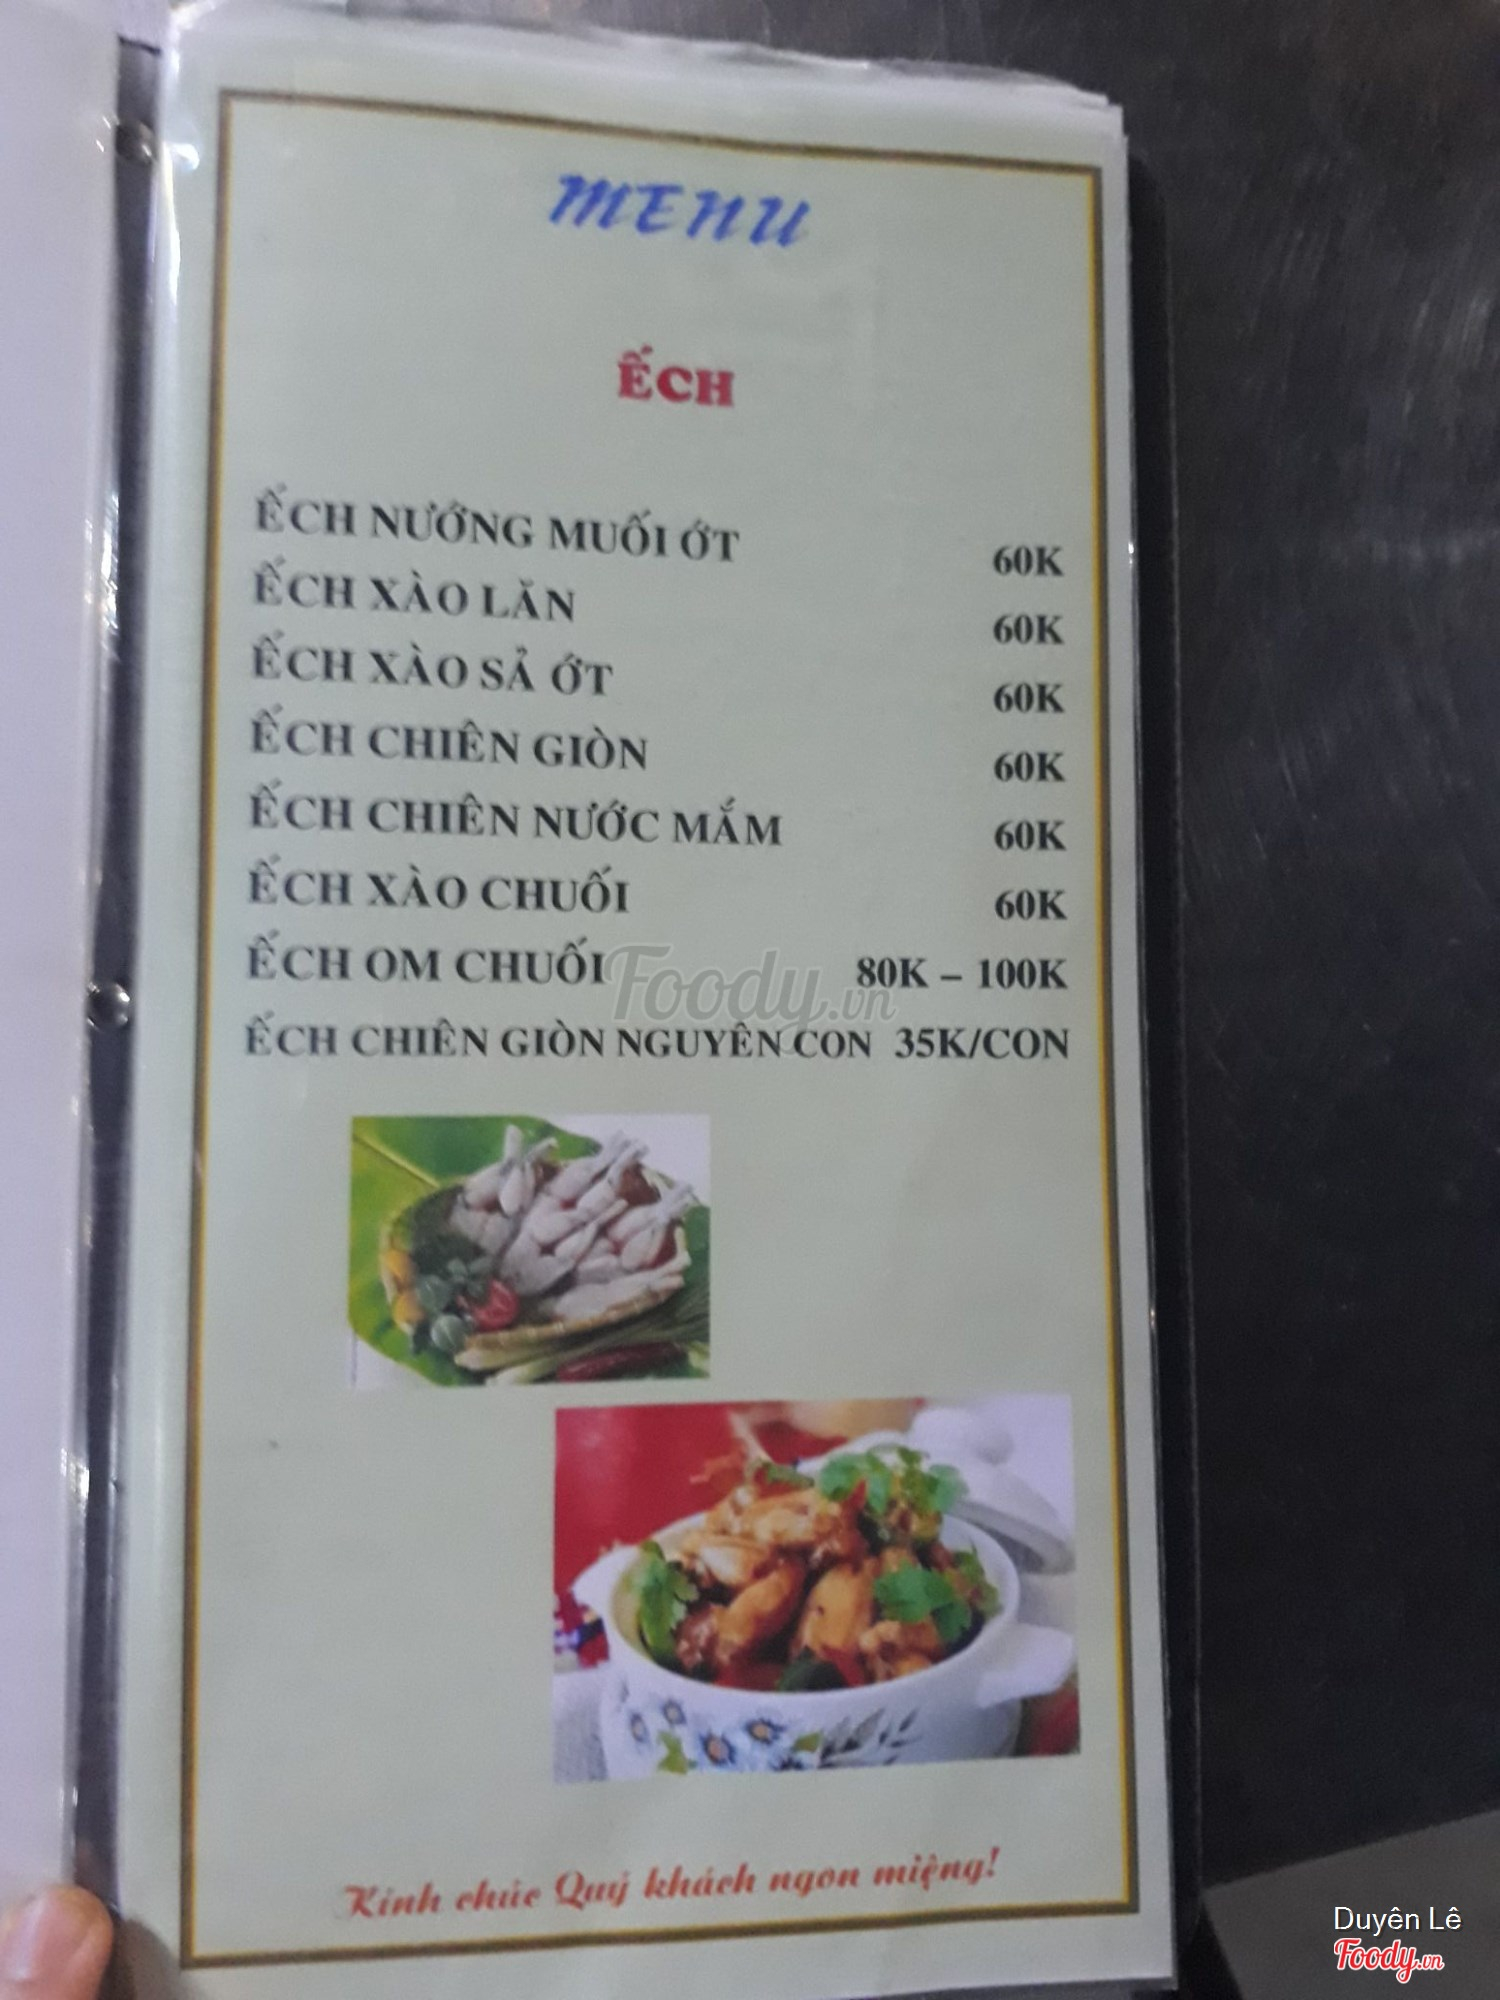 MENU
ẾCH
ẾCH NƯỚNG MUỐI ỚT 60K
ẾCH XÀO LĂN 60K
ẾCH XÀO SẢ ỚT 60K
ẾCH CHIÊN GIÒN 60K
ẾCH CHIÊN NƯỚC MẮM 60K
ẾCH XÀO CHUỐI 60K
ẾCH OM CHUỐI 80K – 100K
Foody.vn
ẾCH CHIÊN GIÒN NGUYÊN CON 35K/CON
Kính chúc Quý khách ngon miệng!
Duyên Lê
Foody.vn